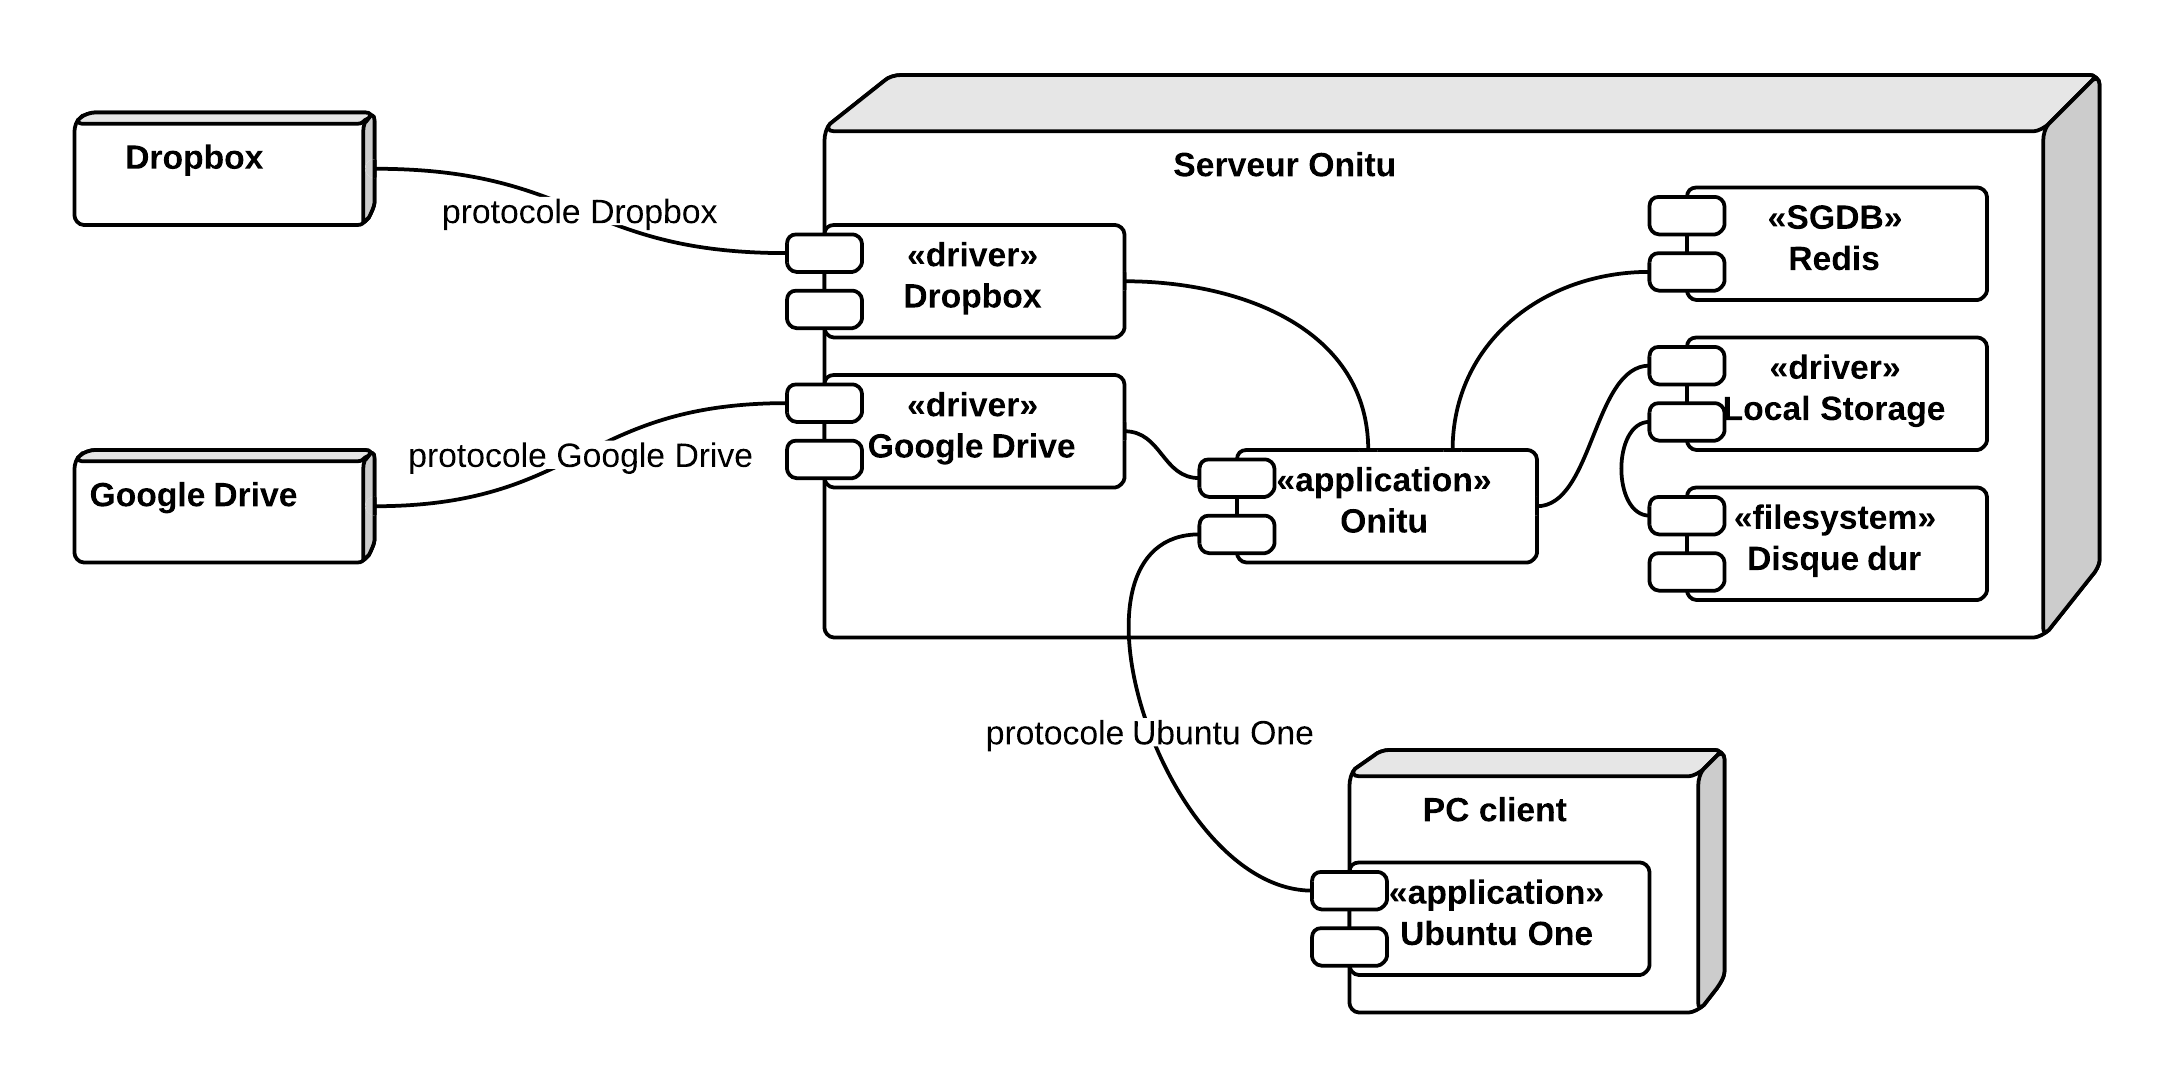 Dropbox
protocole Dropbox
Google Drive
protocole Google Drive
Serveur Onitu
«driver»
Dropbox
«driver»
Google Drive
«application»
Onitu
«SGDB»
Redis
«driver»
Local Storage
«filesystem»
Disque dur
protocole Ubuntu One
PC client
«application»
Ubuntu One